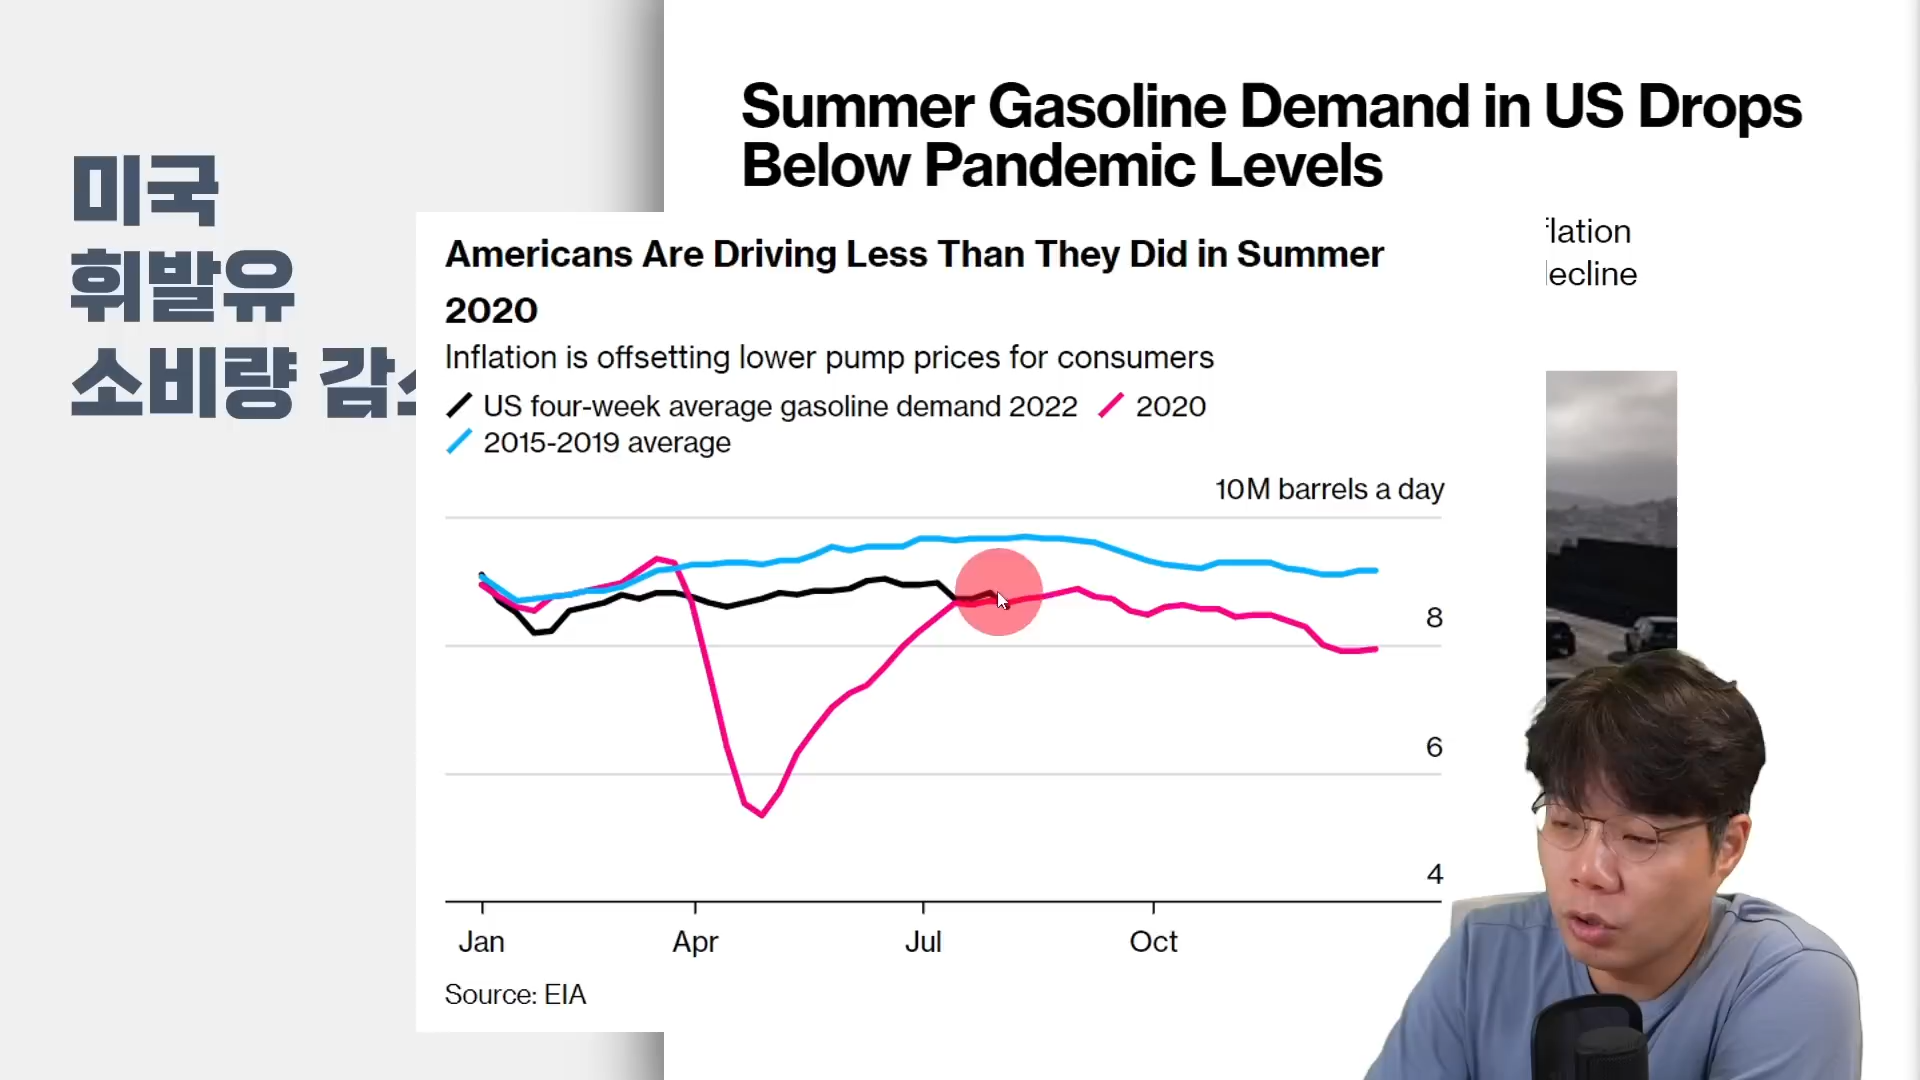 미국
휘발유
소비량
Summer Gasoline Demand in US Drops
Below Pandemic Levels
Americans Are Driving Less Than They Did in Summer
2020
Inflation is offsetting lower pump prices for consumers
US four-week average gasoline demand 2022 2020
2015-2019 average
10M barrels a day
8
6
4
Jan Apr Jul Oct
Source: EIA